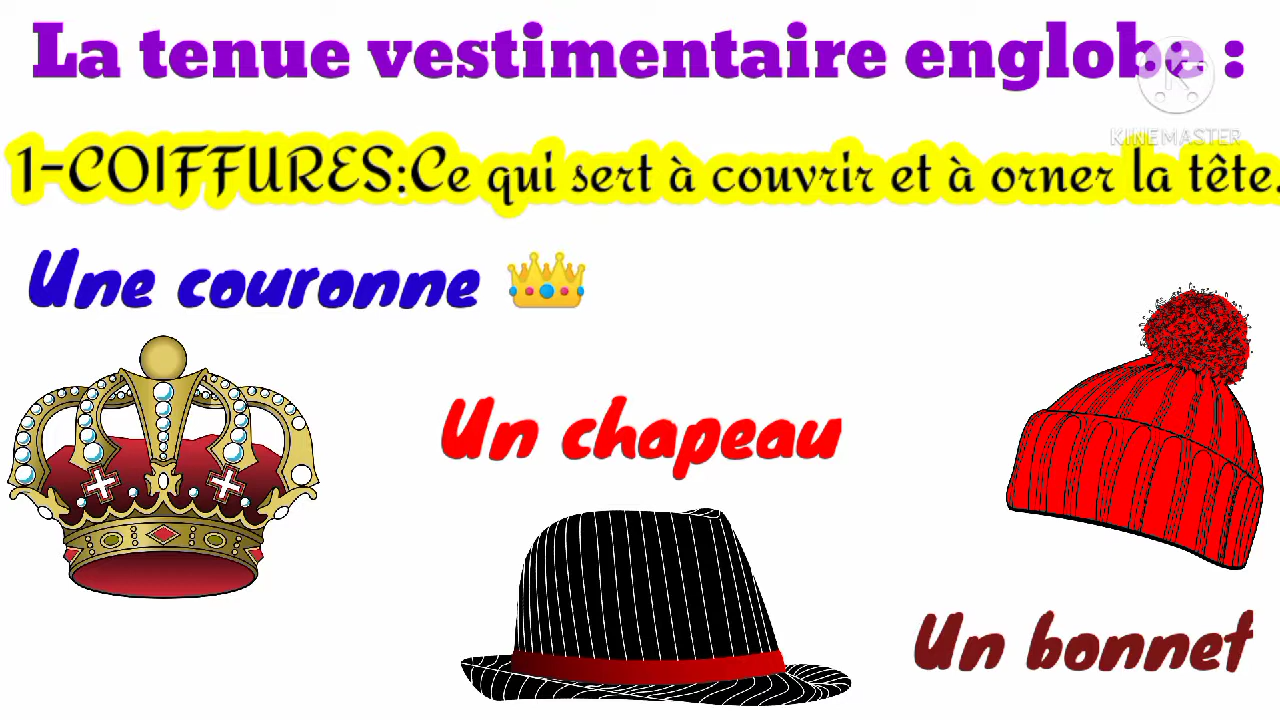 La tenue vestimentaire englobe :
KINEMASTER
1-COIFFURES:Ce qui sert à couvrir et à orner la tête.
Une couronne
Un chapeau
Un bonnet